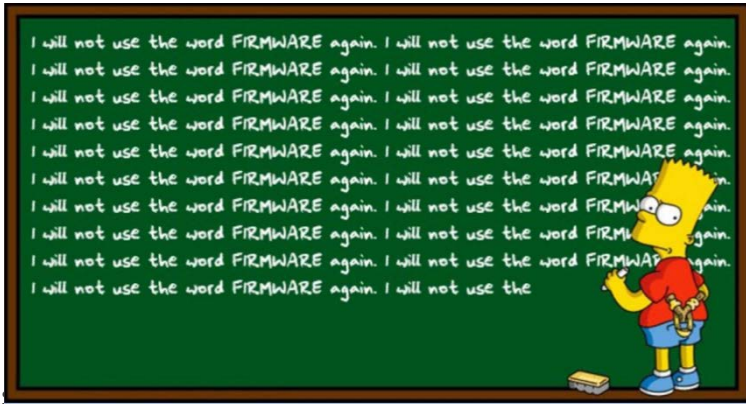 I will not use the word FIRMWARE again. I will not use the word FIRMWARE again.
I will not use the word FIRMWARE again. I will not use the word FIRMWARE again.
I will not use the word FIRMWARE again. I will not use the word FIRMWARE again.
I will not use the word FIRMWARE again. I will not use the word FIRMWARE again.
I will not use the word FIRMWARE again. I will not use the word FIRMWARE again.
I will not use the word FIRMWARE again. I will not use the word
I will not use the word FIRMWARE again. I will not use the word
I will not use the word FIRMWARE again. I will not use the word
I will not use the word FIRMWARE again. I will not use the word FIRMWAR again.
I will not use the word FIRMWARE again. I will not use the